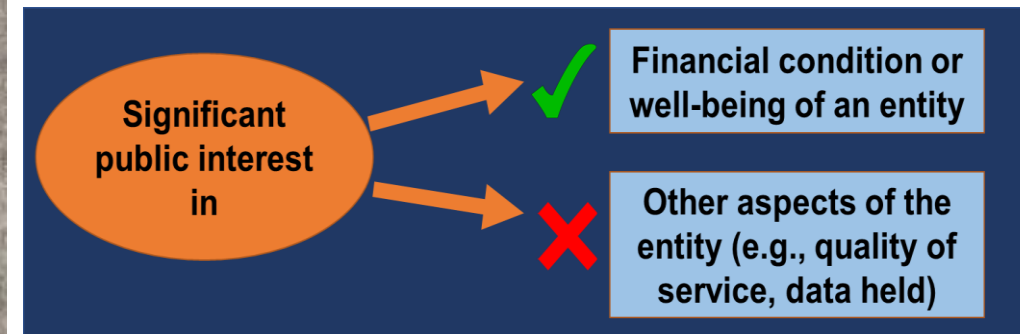 Significant
public interest
in
Financial condition or
well-being of an entity
Other aspects of the
entity (e.g., quality of
service, data held)